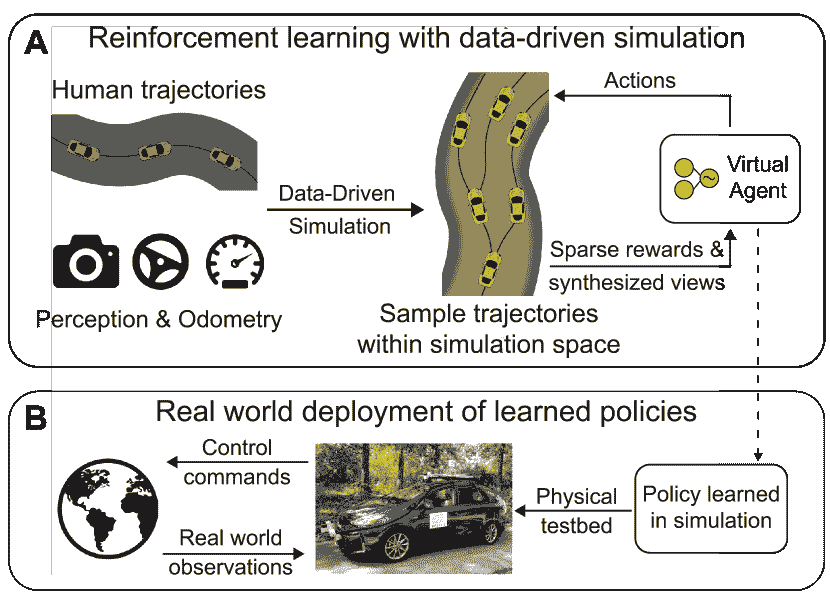 A
Reinforcement learning with data-driven simulation
Human trajectories
Actions
Virtual
Agent
Data-Driven
Simulation
Sparse rewards &
synthesized views
Perception & Odometry
Sample trajectories
within simulation space
B
Real world deployment of learned policies
Control
commands
Physical
testbed
Policy learned
in simulation
Real world
observations